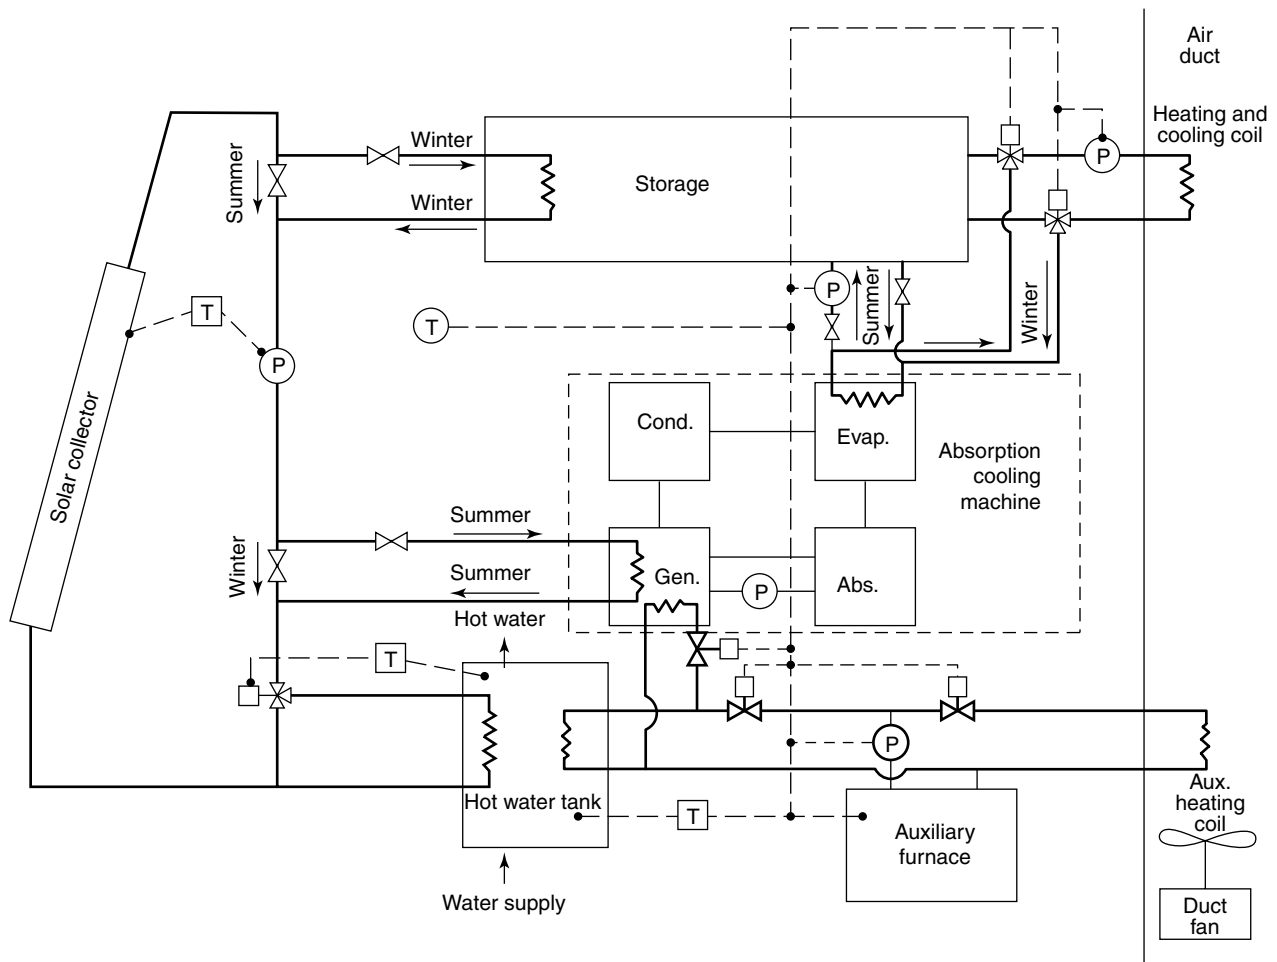 Air
duct
Heating and
cooling coil
Winter
Summer
Storage
P
Winter
T
P
Summer
Winter
T
P
Solar collector
Cond.
Evap.
Absorption
cooling
machine
Summer
Winter
Summer
Gen.
P
Abs.
Hot water
T
P
Hot water tank
T
Auxiliary
furnace
Aux.
heating
coil
Water supply
Duct
fan